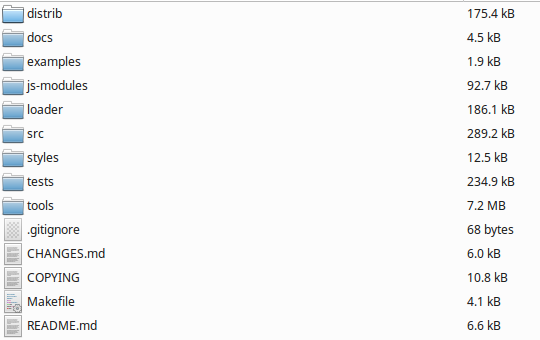 distrib 175.4 kB
docs 4.5 kB
examples 1.9 kB
js-modules 92.7 kB
loader 186.1 kB
src 289.2 kB
styles 12.5 kB
tests 234.9 kB
tools 7.2 MB
.gitignore 68 bytes
CHANGES.md 6.0 kB
COPYING 10.8 kB
Makefile 4.1 kB
README.md 6.6 kB